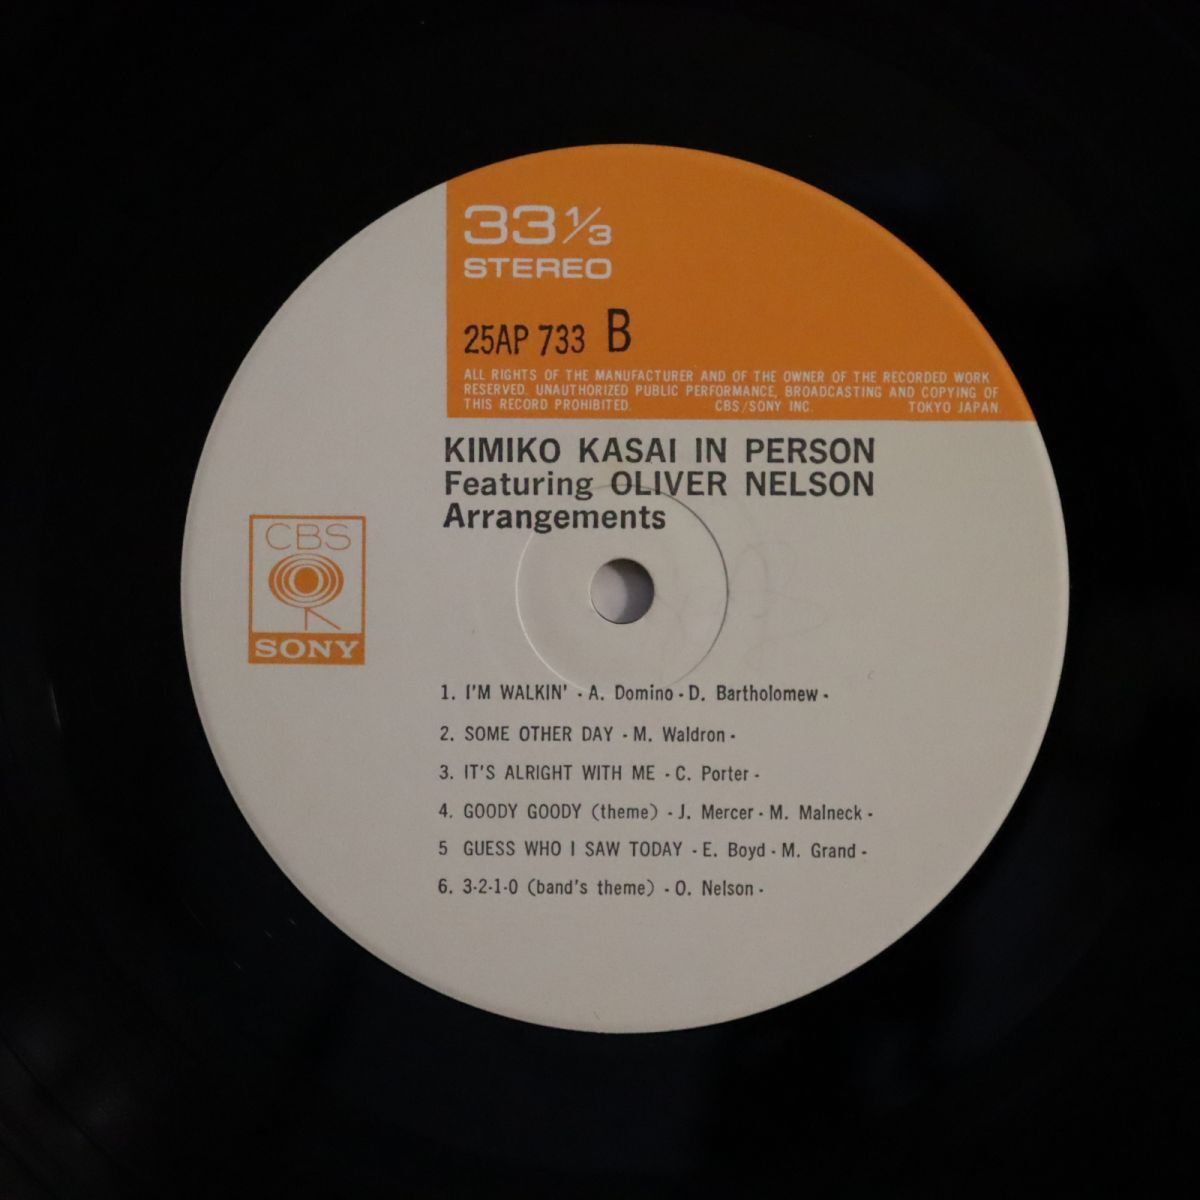 33 1/3
STEREO
25AP 733 B
ALL RIGHTS OF THE MANUFACTURER AND OF THE OWNER OF THE RECORDED WORK
RESERVED. UNAUTHORIZED PUBLIC PERFORMANCE, BROADCASTING AND COPYING OF
THIS RECORD PROHIBITED. CBS/SONY INC. TOKYO JAPAN
KIMIKO KASAI IN PERSON
Featuring OLIVER NELSON
Arrangements
CBS
SONY
1. I'M WALKIN' - A. Domino - D. Bartholomew -
2. SOME OTHER DAY - M. Waldron -
3. IT'S ALRIGHT WITH ME - C. Porter -
4. GOODY GOODY (theme) - J. Mercer - M. Malneck -
5 GUESS WHO I SAW TODAY - E. Boyd - M. Grand -
6. 3-2-1-0 (band's theme) - O. Nelson -